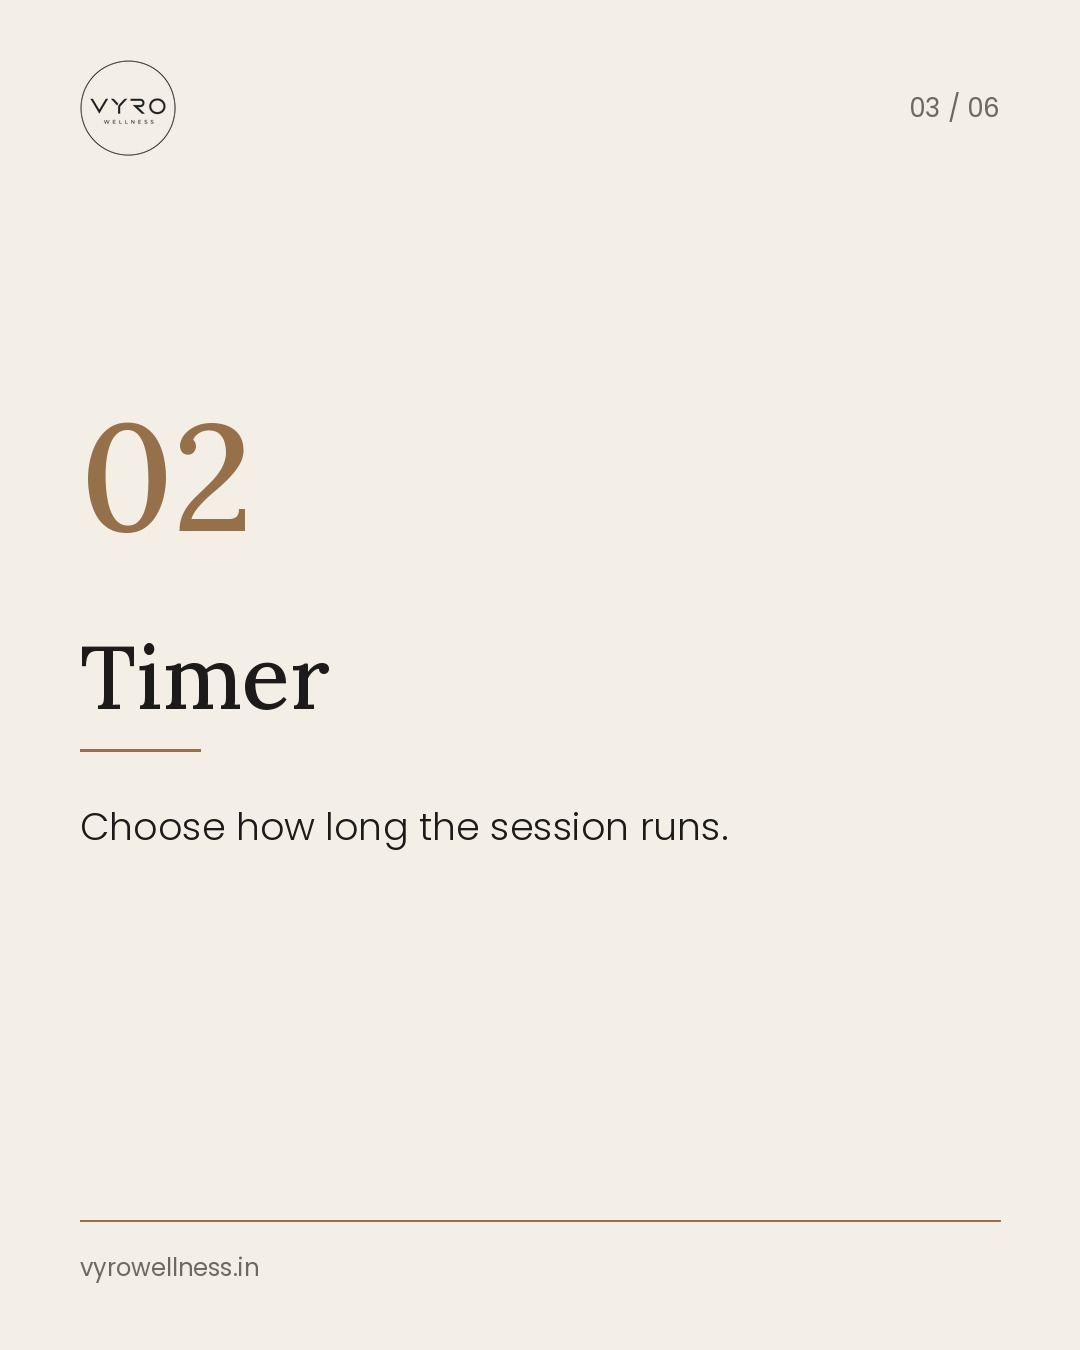 VYRO
WELLNESS
03 / 06
02
Timer
Choose how long the session runs.
vyrowellness.in